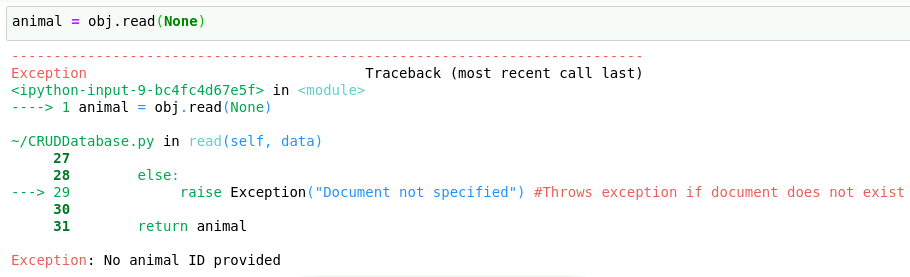 animal = obj.read(None)
---------------------------------------------------------------------------
Exception                                 Traceback (most recent call last)
<ipython-input-9-bc4fc4d67e5f> in <module>
----> 1 animal = obj.read(None)
~/CRUDDatabase.py in read(self, data)
     27
     28        else:
---> 29             raise Exception("Document not specified") #Throws exception if document does not exist
     30
     31        return animal
Exception: No animal ID provided